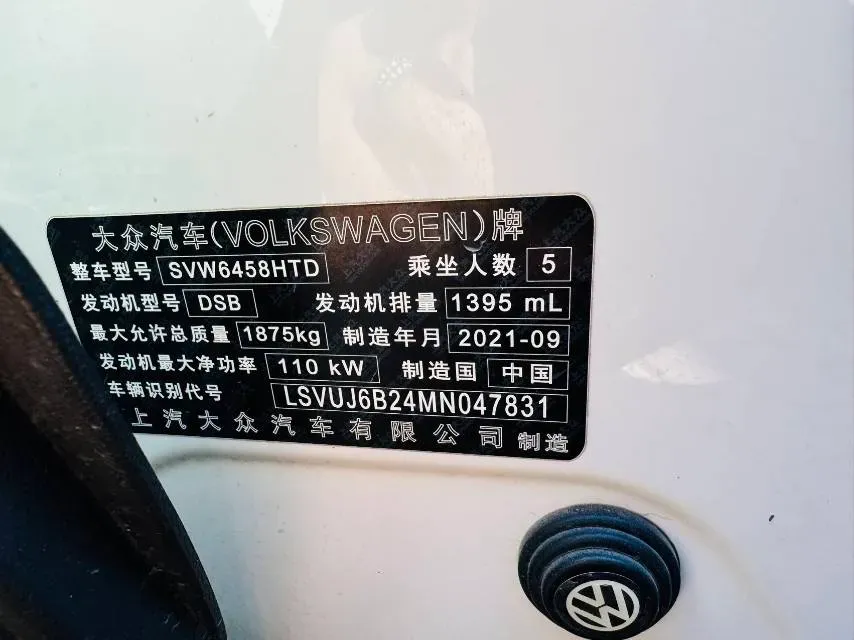 大众汽车(VOLKSWAGEN)牌
整车型号 SVW6458HTD 乘坐人数 5
发动机型号 DSB 发动机排量 1395 mL
最大允许总质量 1875kg 制造年月 2021-09
发动机最大净功率 110 kW 制造国 中国
车辆识别代号 LSVUJ6B24MN047831
上汽大众汽车有限公司 制造